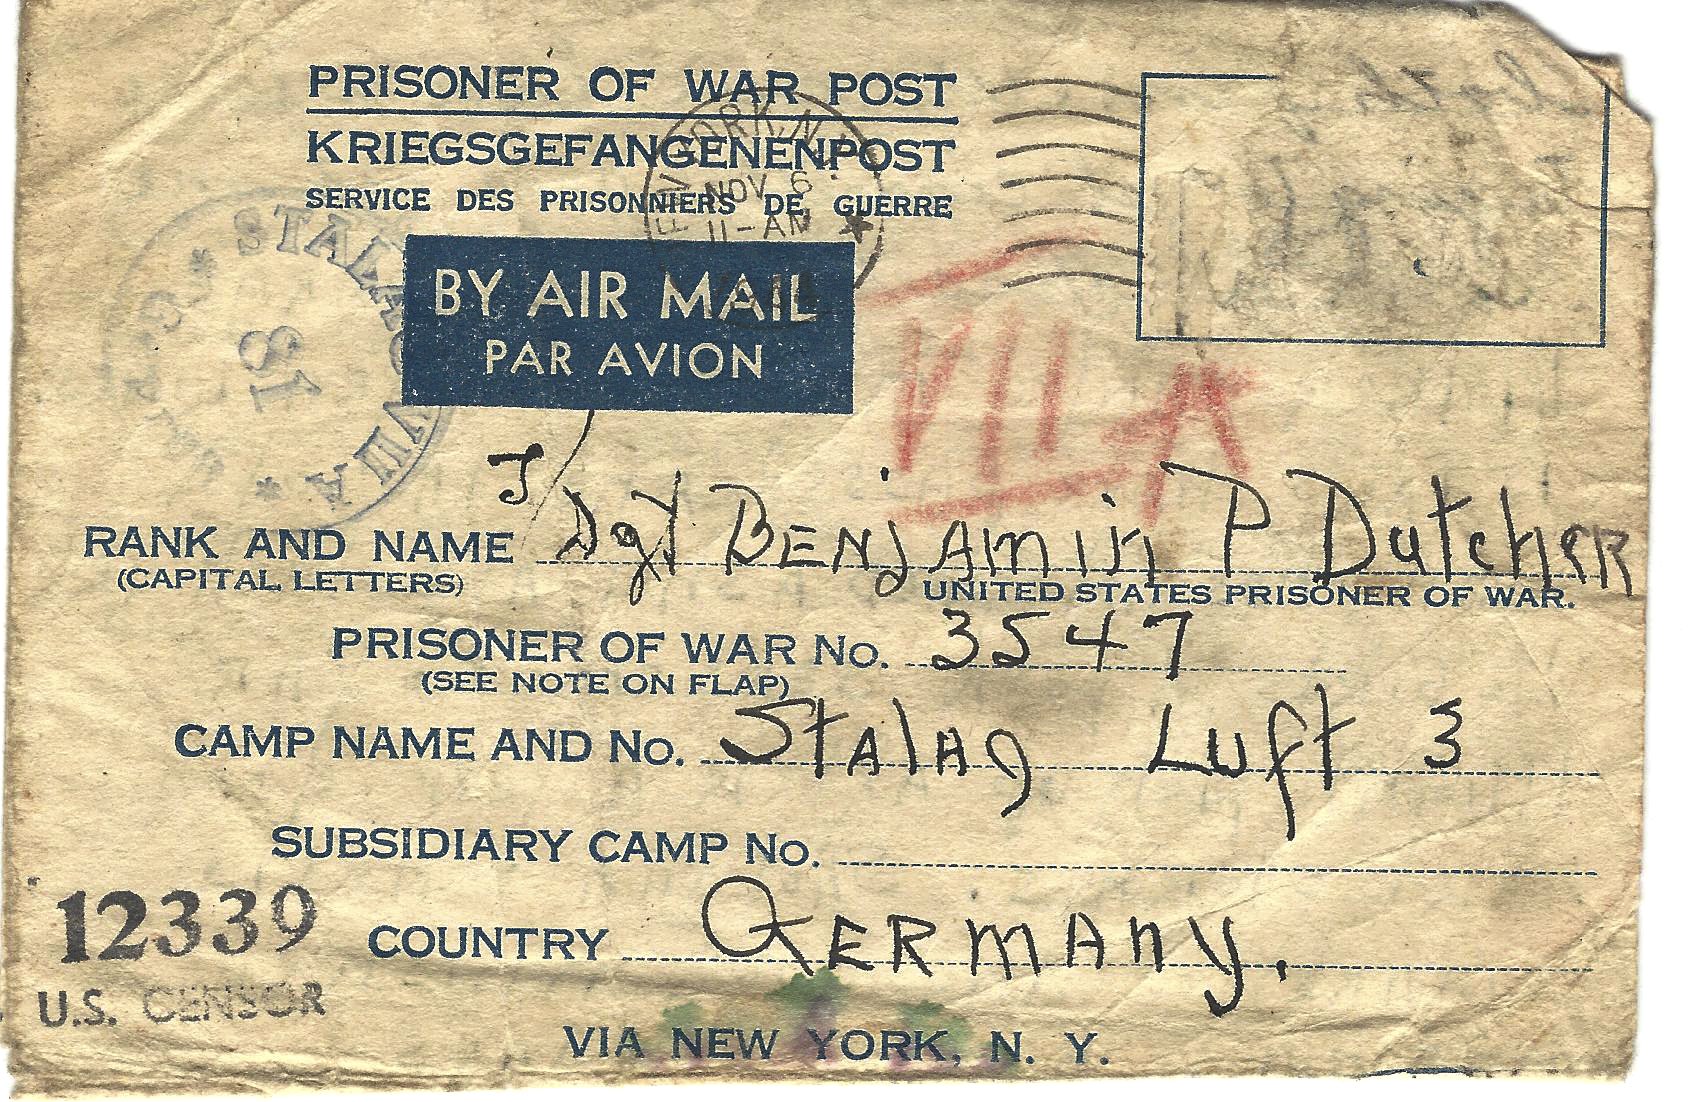 PRISONER OF WAR POST
KRIEGSGEFANGENENPOST
SERVICE DES PRISONNIERS DE GUERRE
NEW YORK, N.Y.
NOV 6
11-AM
STALAG VII A
81
BY AIR MAIL
PAR AVION
VII A
RANK AND NAME T/Sgt BENJAMIN P DutcHER
(CAPITAL LETTERS)
UNITED STATES PRISONER OF WAR.
PRISONER OF WAR No. 3547
(SEE NOTE ON FLAP)
CAMP NAME AND No. StAlAg Luft 3
SUBSIDIARY CAMP No.
12339
COUNTRY GERmAny.
U.S. CENSOR
VIA NEW YORK, N. Y.